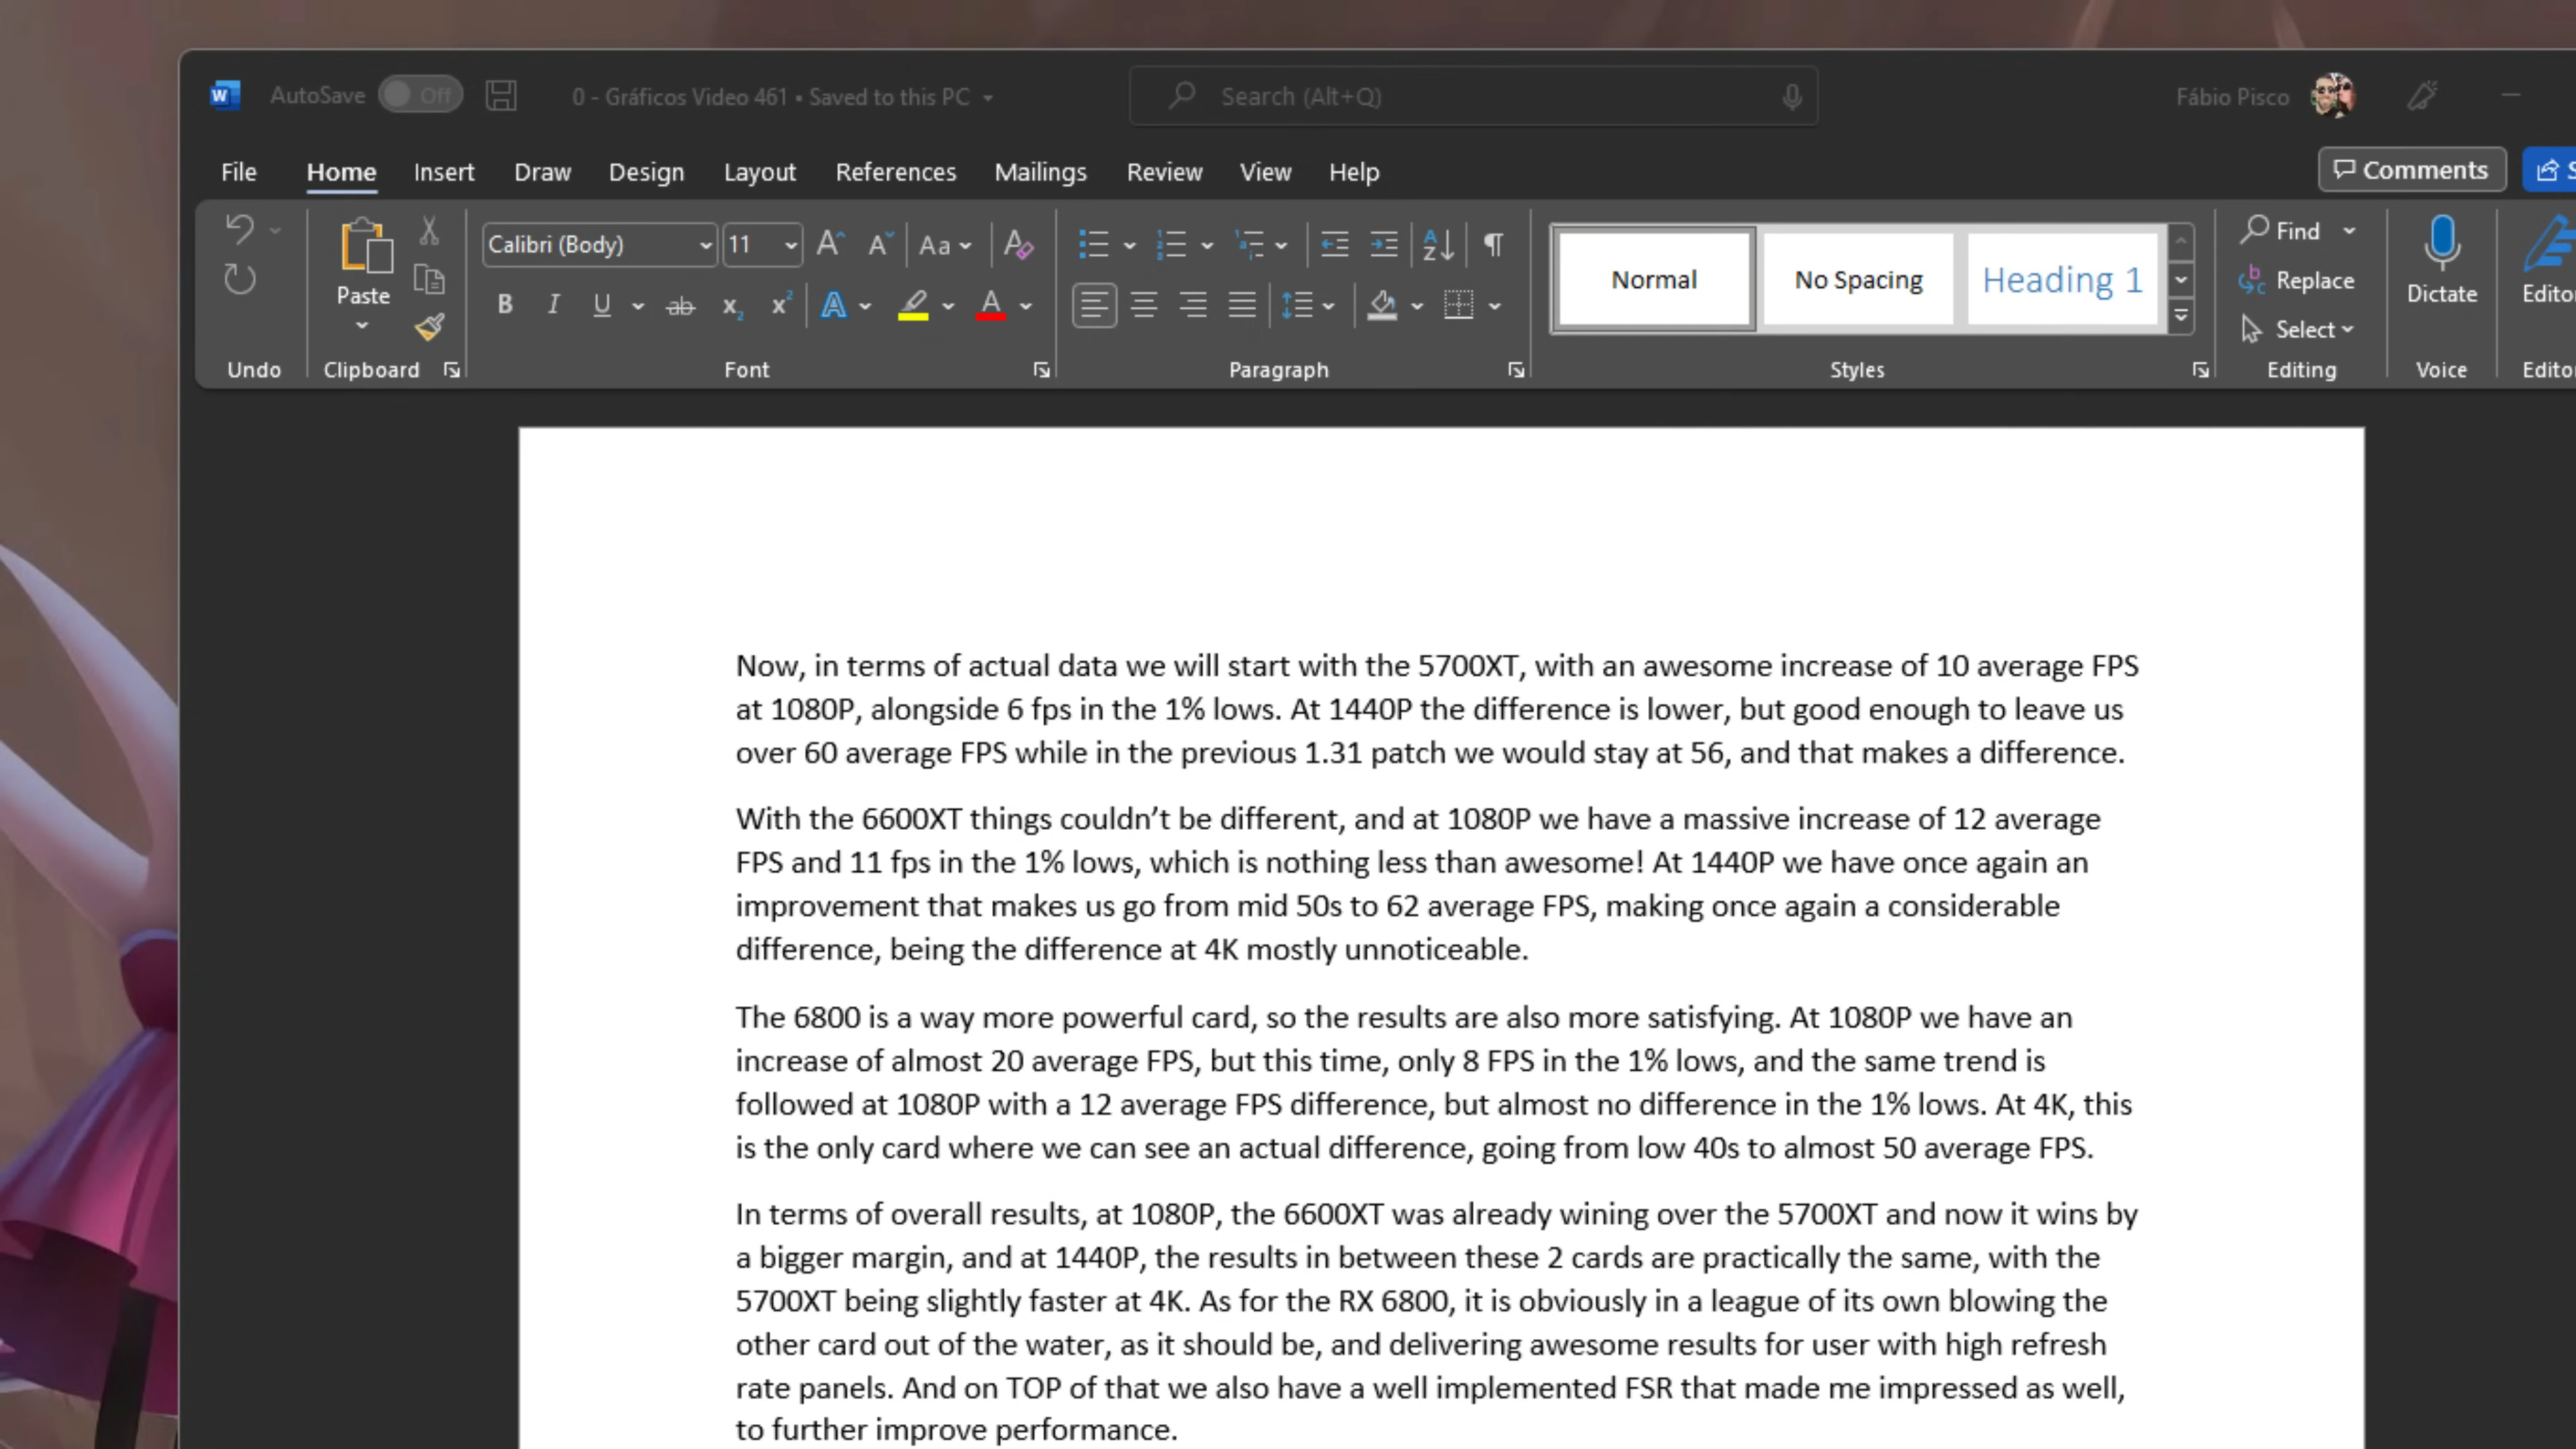 AutoSave Off 0 - Gráficos Video 461 • Saved to this PC Search (Alt+Q) Fábio Pisco
File Home Insert Draw Design Layout References Mailings Review View Help Comments
Calibri (Body) 11 Aa Normal No Spacing Heading 1 Find
Paste Replace Dictate
Select
Undo Clipboard Font Paragraph Styles Editing Voice
Now, in terms of actual data we will start with the 5700XT, with an awesome increase of 10 average FPS
at 1080P, alongside 6 fps in the 1% lows. At 1440P the difference is lower, but good enough to leave us
over 60 average FPS while in the previous 1.31 patch we would stay at 56, and that makes a difference.
With the 6600XT things couldn’t be different, and at 1080P we have a massive increase of 12 average
FPS and 11 fps in the 1% lows, which is nothing less than awesome! At 1440P we have once again an
improvement that makes us go from mid 50s to 62 average FPS, making once again a considerable
difference, being the difference at 4K mostly unnoticeable.
The 6800 is a way more powerful card, so the results are also more satisfying. At 1080P we have an
increase of almost 20 average FPS, but this time, only 8 FPS in the 1% lows, and the same trend is
followed at 1080P with a 12 average FPS difference, but almost no difference in the 1% lows. At 4K, this
is the only card where we can see an actual difference, going from low 40s to almost 50 average FPS.
In terms of overall results, at 1080P, the 6600XT was already wining over the 5700XT and now it wins by
a bigger margin, and at 1440P, the results in between these 2 cards are practically the same, with the
5700XT being slightly faster at 4K. As for the RX 6800, it is obviously in a league of its own blowing the
other card out of the water, as it should be, and delivering awesome results for user with high refresh
rate panels. And on TOP of that we also have a well implemented FSR that made me impressed as well,
to further improve performance.